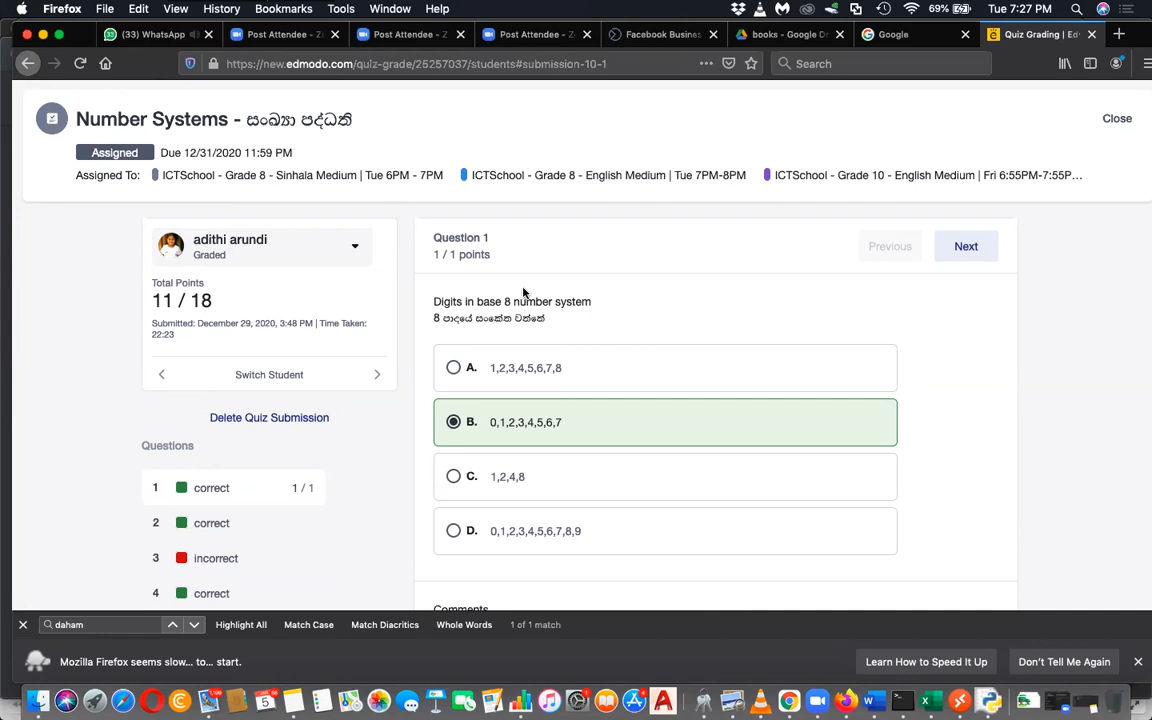 Firefox File Edit View History Bookmarks Tools Window Help 69% Tue 7:27 PM
(33) WhatsApp Post Attendee - Z Post Attendee - Z Post Attendee - Z Facebook Busines books - Google Dr Google Quiz Grading | Ed
https://new.edmodo.com/quiz-grade/25257037/students#submission-10-1 Search
Number Systems - සංඛ්‍යා පද්ධති
Close
Assigned Due 12/31/2020 11:59 PM
Assigned To: ICTSchool - Grade 8 - Sinhala Medium | Tue 6PM - 7PM ICTSchool - Grade 8 - English Medium | Tue 7PM-8PM ICTSchool - Grade 10 - English Medium | Fri 6:55PM-7:55P...
adithi arundi
Graded
Total Points
11 / 18
Submitted: December 29, 2020, 3:48 PM | Time Taken:
22:23
Switch Student
Delete Quiz Submission
Questions
1 correct 1 / 1
2 correct
3 incorrect
4 correct
Question 1
1 / 1 points
Previous Next
Digits in base 8 number system
8 පාදයේ සංකේත වන්නේ
A. 1,2,3,4,5,6,7,8
B. 0,1,2,3,4,5,6,7
C. 1,2,4,8
D. 0,1,2,3,4,5,6,7,8,9
Comments
daham Highlight All Match Case Match Diacritics Whole Words 1 of 1 match
Mozilla Firefox seems slow... to... start. Learn How to Speed It Up Don't Tell Me Again